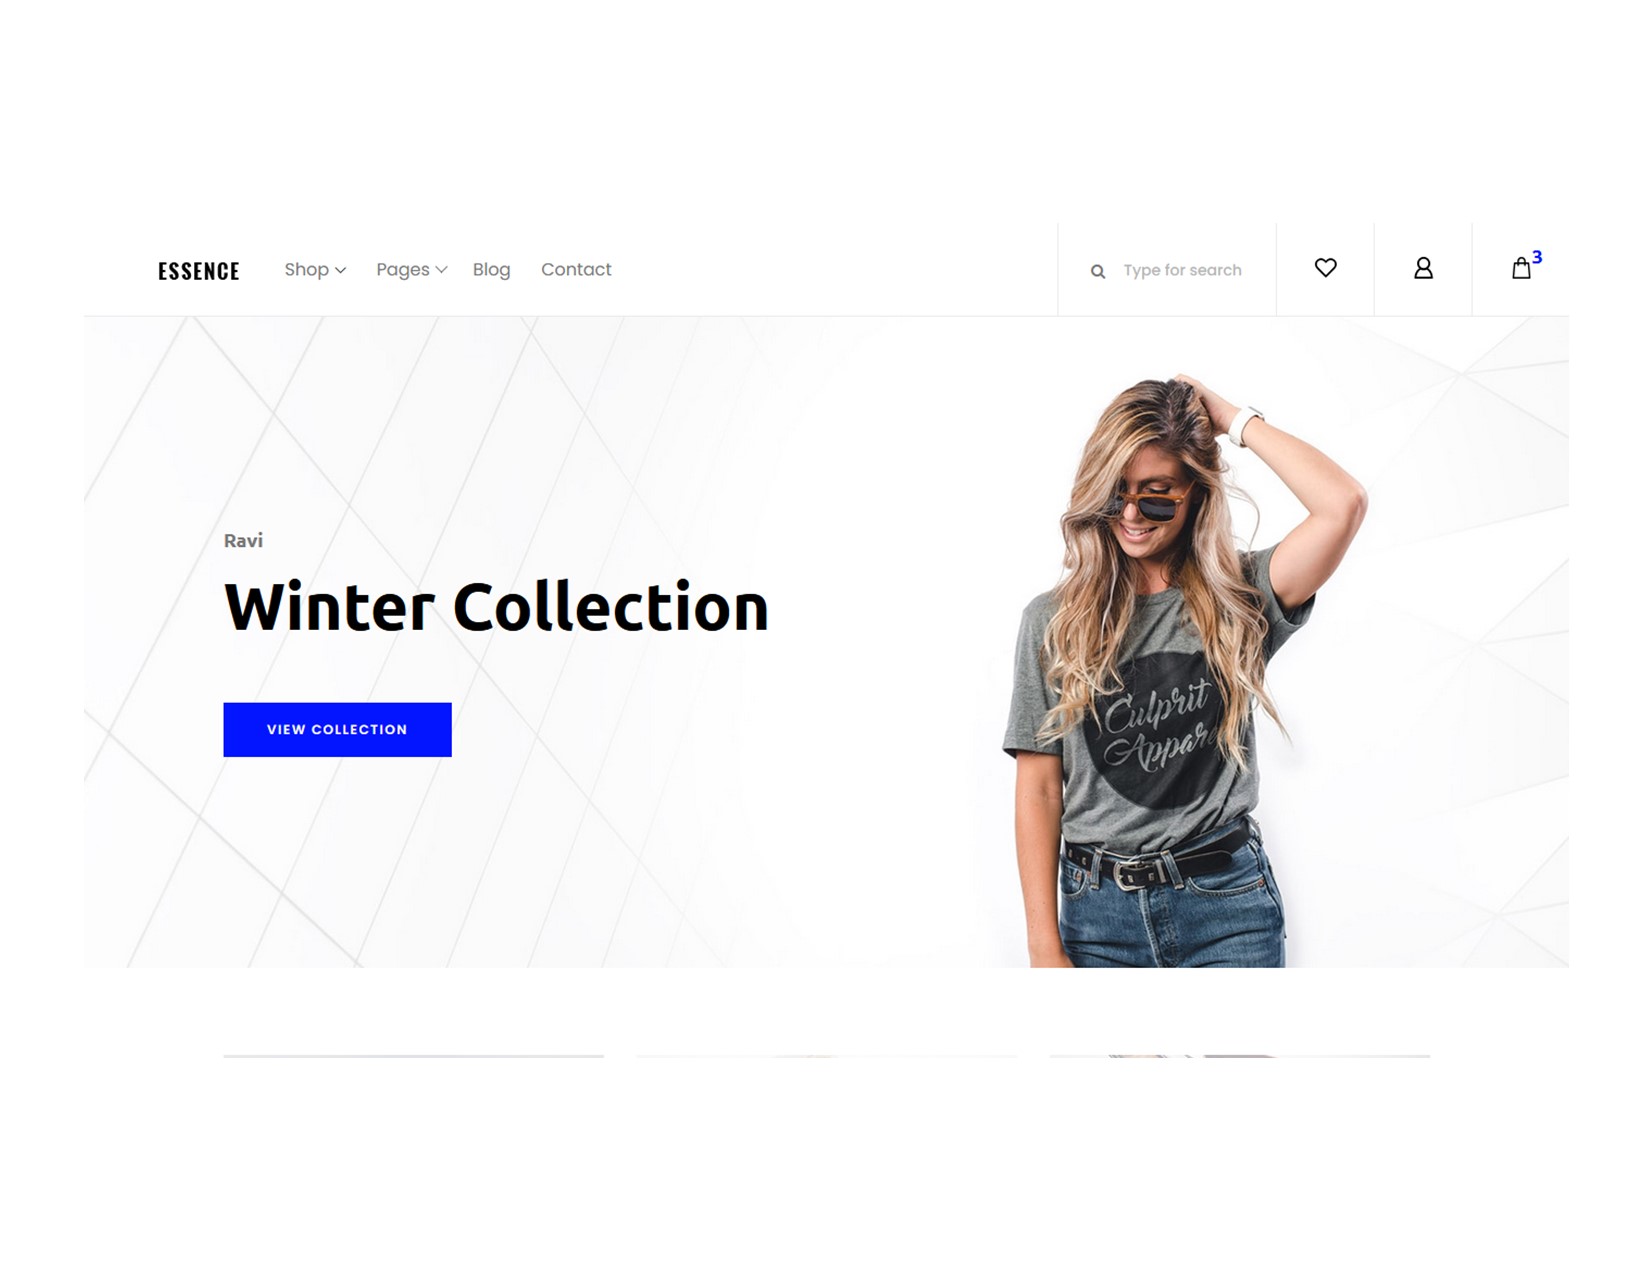 ESSENCE Shop Pages Blog Contact Type for search 3
Ravi
Winter Collection
VIEW COLLECTION
Culprit
Appare